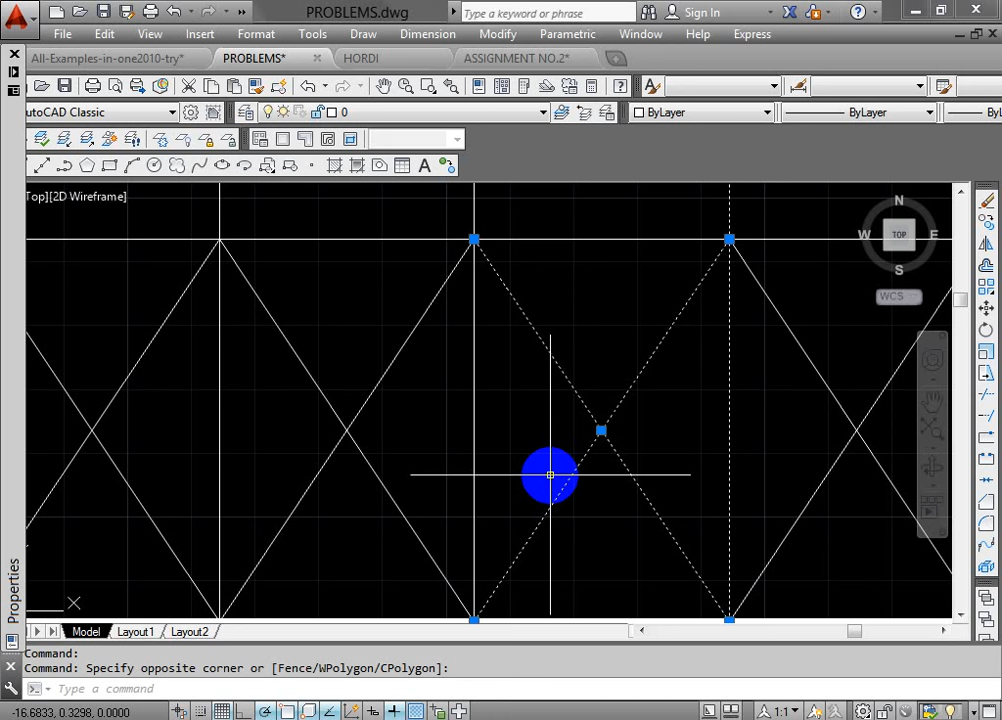 PROBLEMS.dwg
Type a keyword or phrase
Sign In
File Edit View Insert Format Tools Draw Dimension Modify Parametric Window Help Express
All-Examples-in-one2010-try*
PROBLEMS*
HORDI
ASSIGNMENT NO.2*
utoCAD Classic
0
ByLayer
ByLayer
ByL
Top][2D Wireframe]
N
W
TOP
E
S
WCS
Properties
Model Layout1 Layout2
Command:
Command: Specify opposite corner or [Fence/WPolygon/CPolygon]:
Type a command
-16.6833, 0.3298, 0.0000
1:1